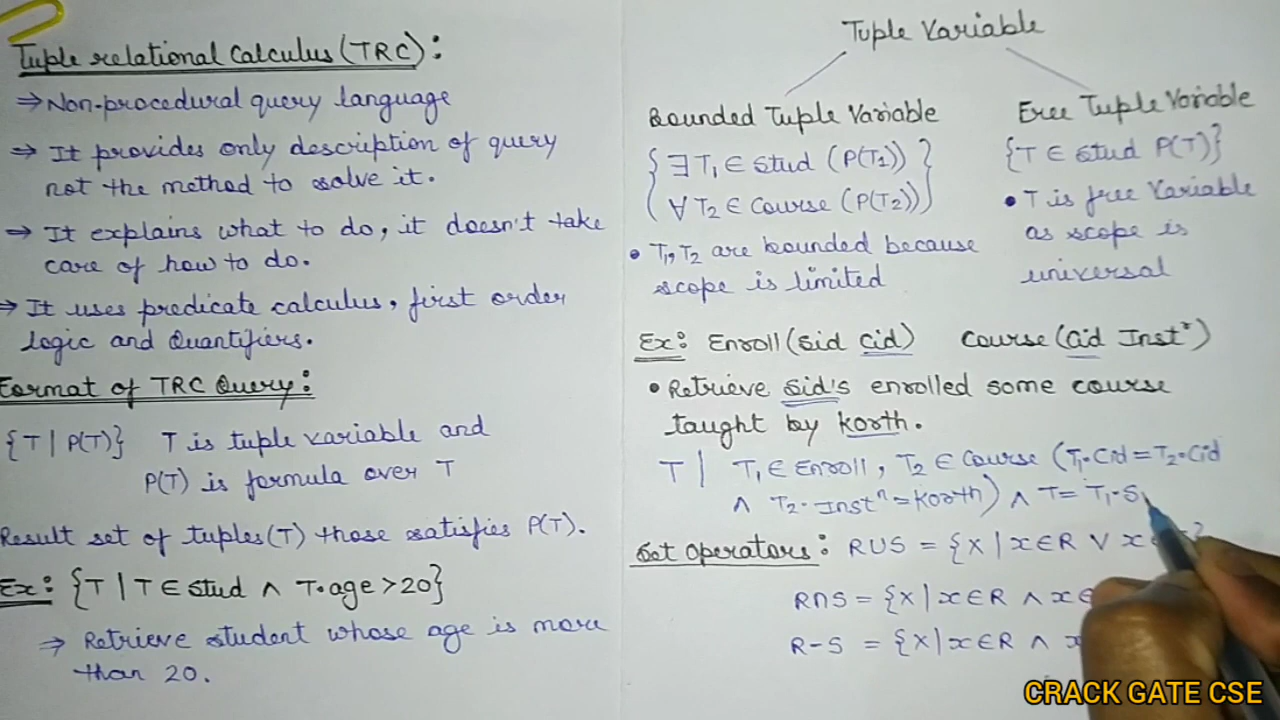 Tuple relational calculus (TRC):
⇒ Non-procedural query language
⇒ It provides only description of query
not the method to solve it.
⇒ It explains what to do, it doesn't take
care of how to do.
⇒ It uses predicate calculus, first order
logic and Quantifiers.
Format of TRC Query:
{T | P(T)} T is tuple variable and
P(T) is formula over T
Result set of tuples(T) those satisfies P(T).
Ex: {T | T ∈ stud ∧ T.age > 20}
⇒ Retrieve student whose age is more
than 20.
Tuple Variable
Bounded Tuple Variable
{ ∃ T1 ∈ Stud (P(T1)) }
∀ T2 ∈ Course (P(T2))
• T1, T2 are bounded because
scope is limited
Free Tuple Variable
{T ∈ stud P(T)}
• T is free variable
as scope is
universal
Ex: Enroll(sid cid) Course(cid Instr)
• Retrieve sid's enrolled some course
taught by Korth.
T | T1 ∈ Enroll, T2 ∈ Course (T1.Cid = T2.Cid
∧ T2.Instn = Korth) ∧ T = T1.S
Set operators: R∪S = {X | x∈R ∨ x
R∩S = {X | x∈R ∧ x∈
R-S = {X | x∈R ∧ x
CRACK GATE CSE